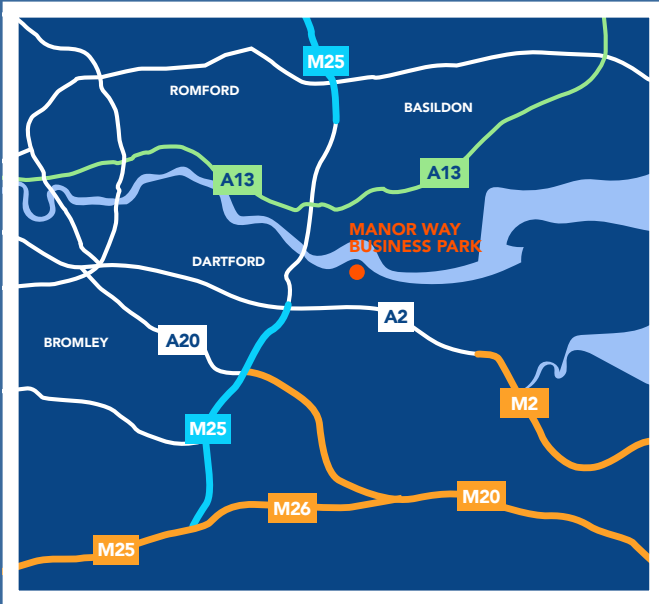 M25
ROMFORD
BASILDON
A13
A13
MANOR WAY
BUSINESS PARK
DARTFORD
A2
A20
BROMLEY
M2
M25
M20
M26
M25